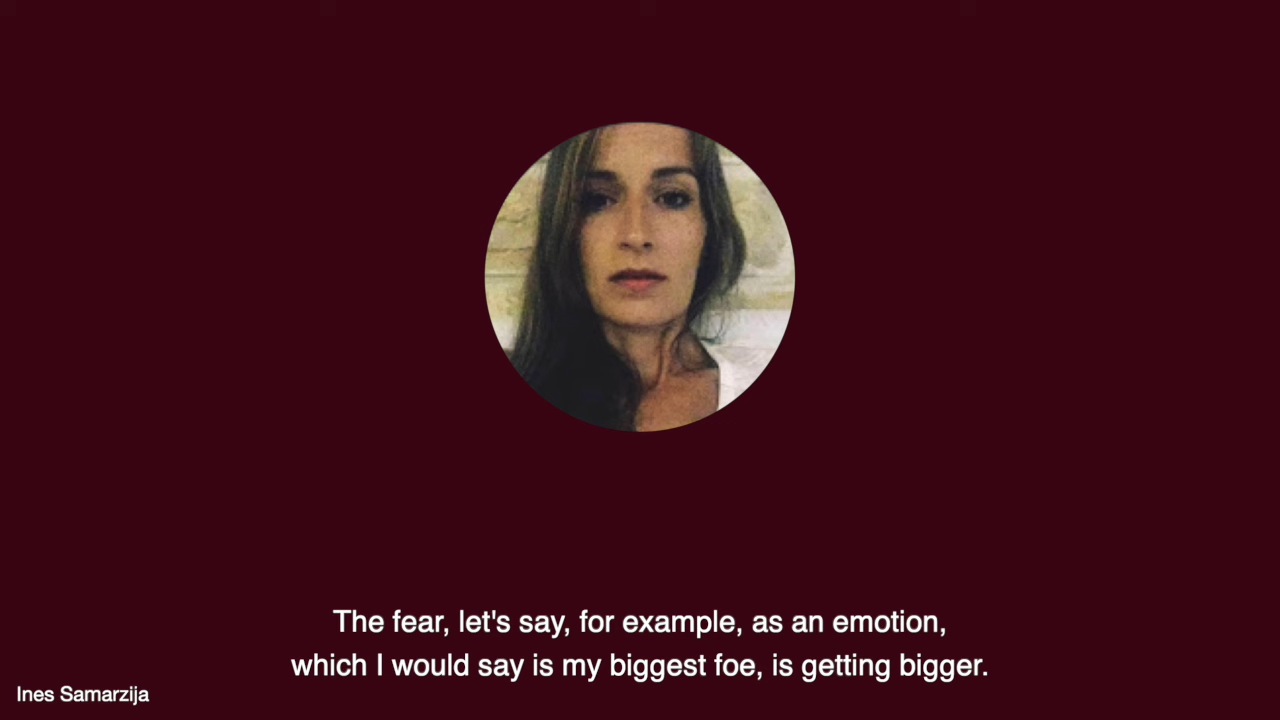 The fear, let's say, for example, as an emotion,
which I would say is my biggest foe, is getting bigger.
Ines Samarzija